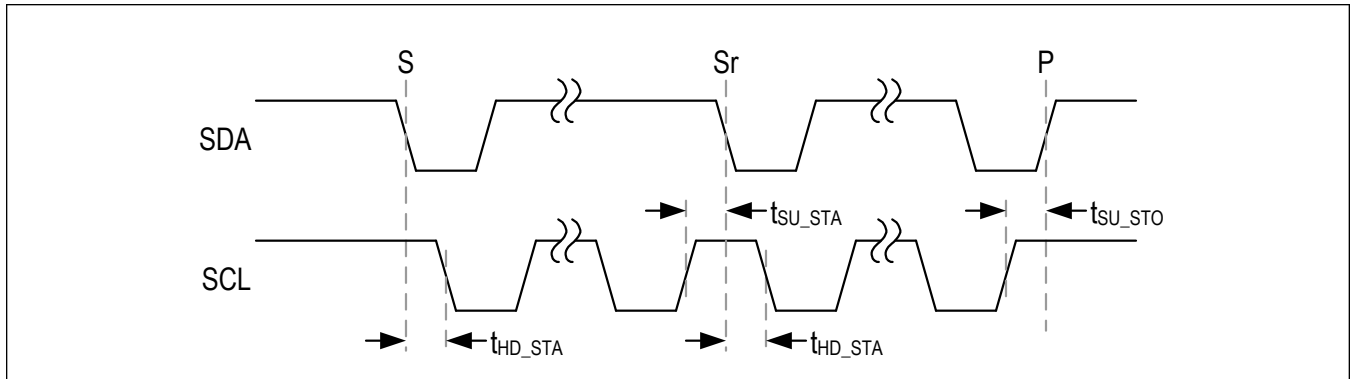 S Sr P
SDA
tSU_STA tSU_STO
SCL
tHD_STA tHD_STA